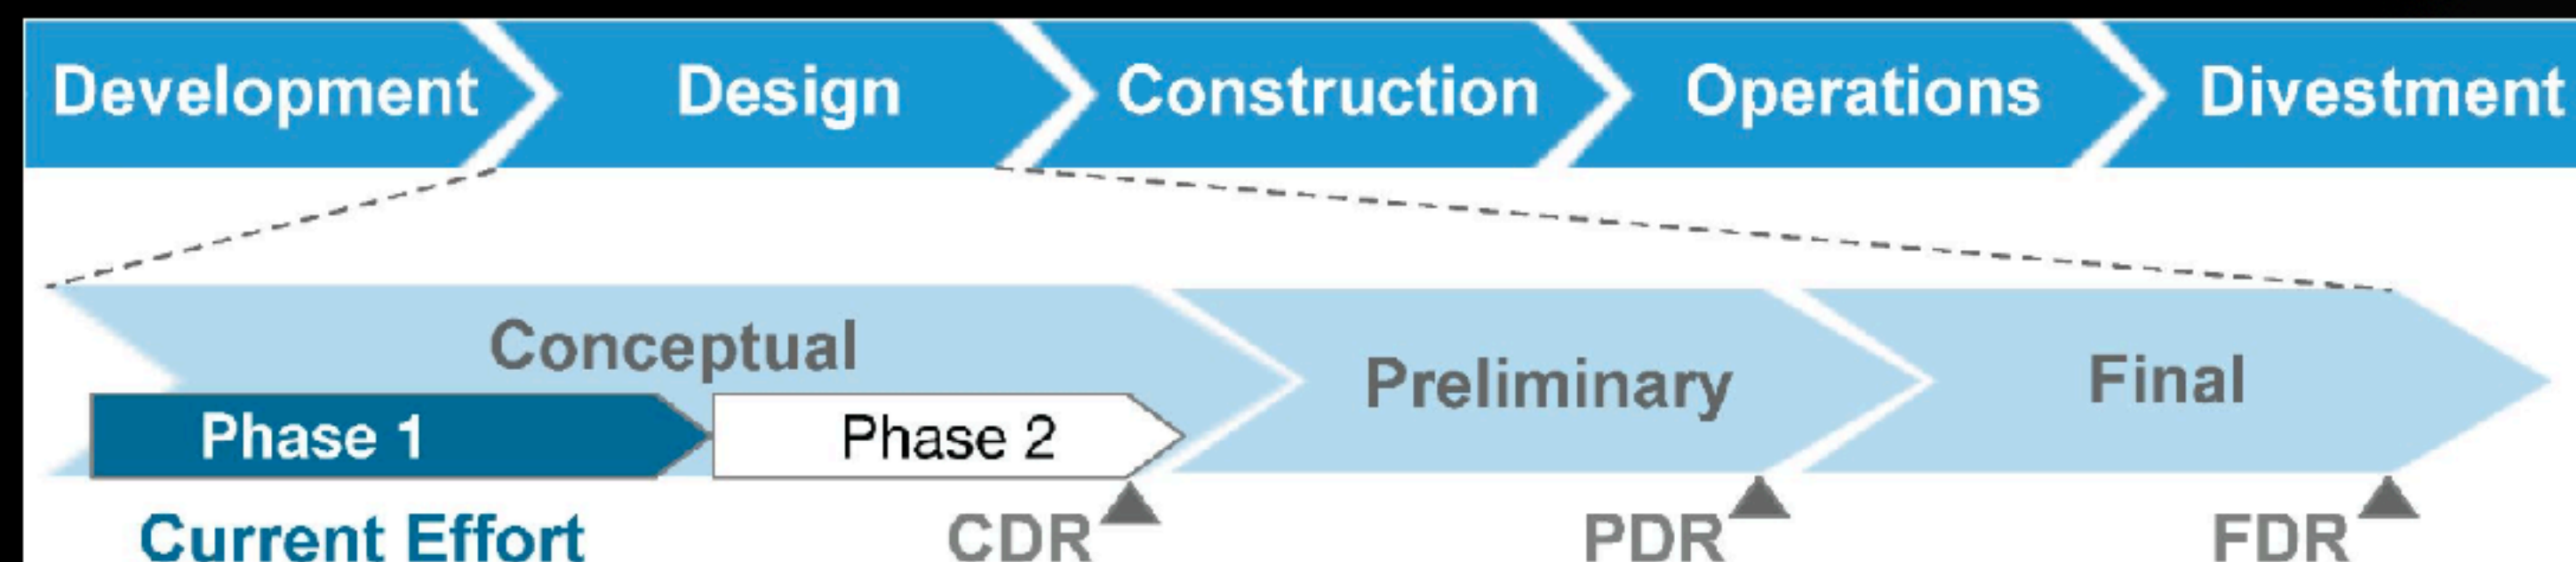 Development Design Construction Operations Divestment
Conceptual
Preliminary
Final
Phase 1
Phase 2
Current Effort
CDR
PDR
FDR